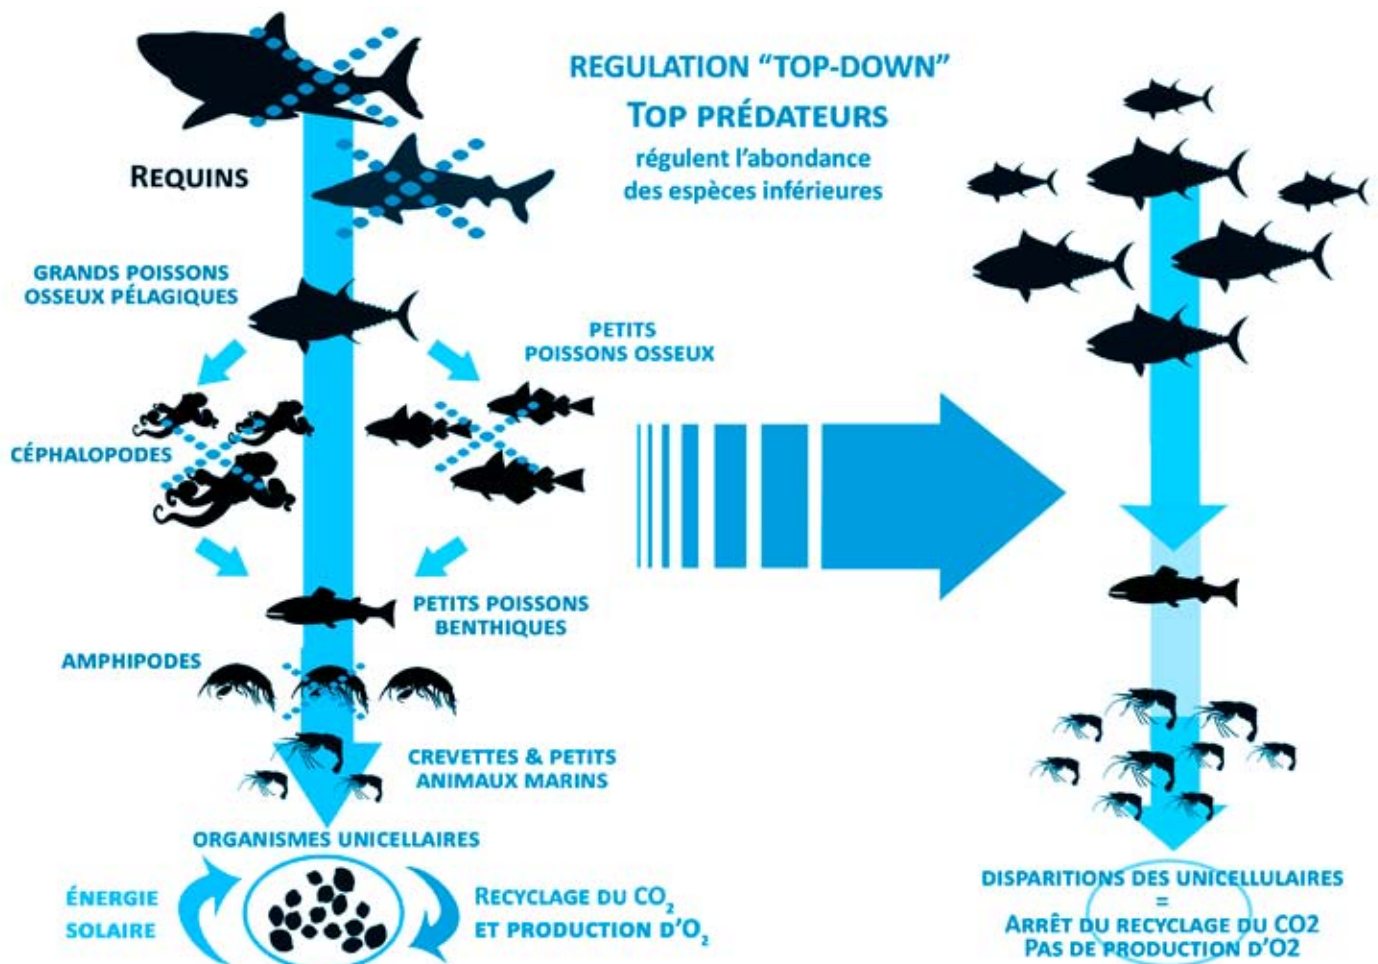 REGULATION "TOP-DOWN"
TOP PRÉDATEURS
régulent l'abondance
des espèces inférieures
REQUINS
GRANDS POISSONS
OSSEUX PÉLAGIQUES
PETITS
POISSONS OSSEUX
CÉPHALOPODES
PETITS POISSONS
BENTHIQUES
AMPHIPODES
CREVETTES & PETITS
ANIMAUX MARINS
ORGANISMES UNICELLAIRES
ÉNERGIE
SOLAIRE
RECYCLAGE DU CO₂
ET PRODUCTION D'O₂
DISPARITIONS DES UNICELLULAIRES
=
ARRÊT DU RECYCLAGE DU CO2
PAS DE PRODUCTION D'O2